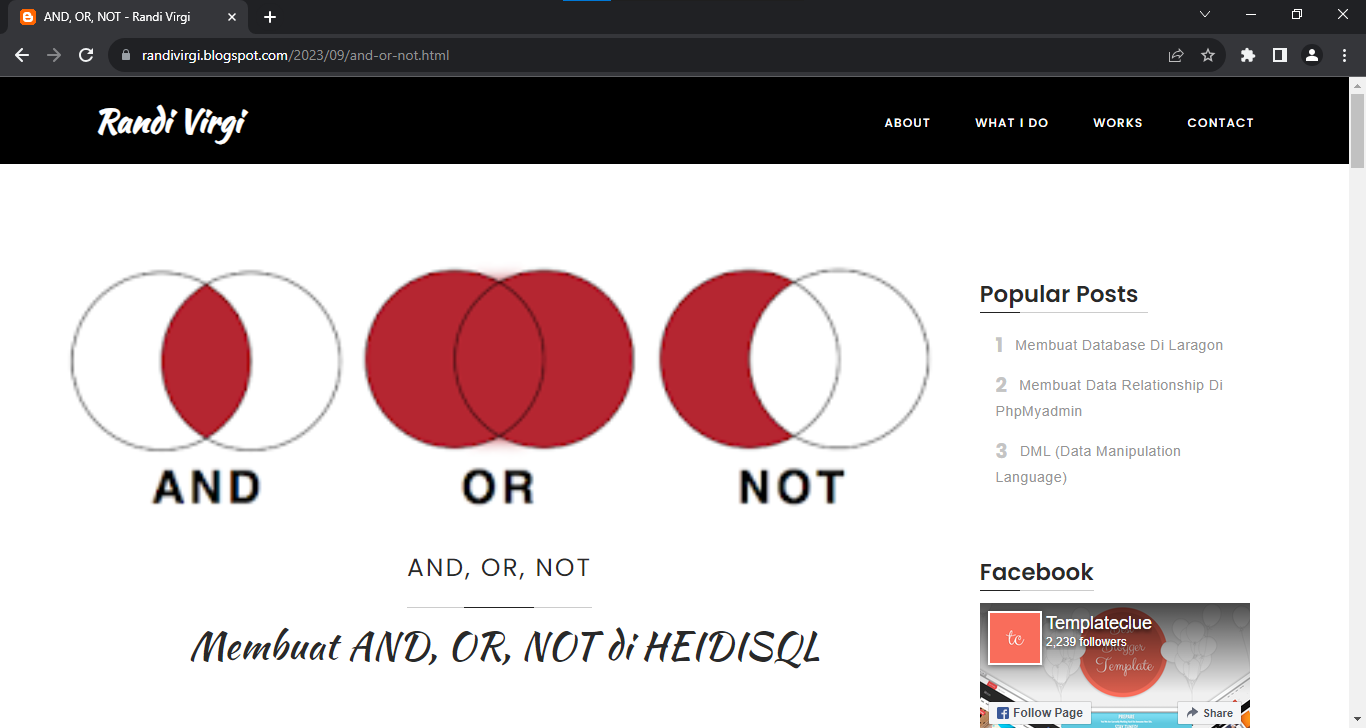 AND, OR, NOT - Randi Virgi
randivirgi.blogspot.com/2023/09/and-or-not.html
Randi Virgi
ABOUT
WHAT I DO
WORKS
CONTACT
AND
OR
NOT
AND, OR, NOT
Membuat AND, OR, NOT di HEIDISQL
Popular Posts
1 Membuat Database Di Laragon
2 Membuat Data Relationship Di
PhpMyadmin
3 DML (Data Manipulation
Language)
Facebook
tc
Templateclue
2,239 followers
Blogger
Template
Follow Page
Share